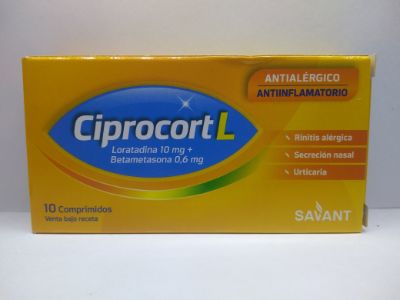 ANTIALÉRGICO
ANTIINFLAMATORIO
Ciprocort L
Loratadina 10 mg +
Betametasona 0,6 mg
Rinitis alérgica
Secreción nasal
Urticaria
10 Comprimidos
Venta bajo receta
SAVANT